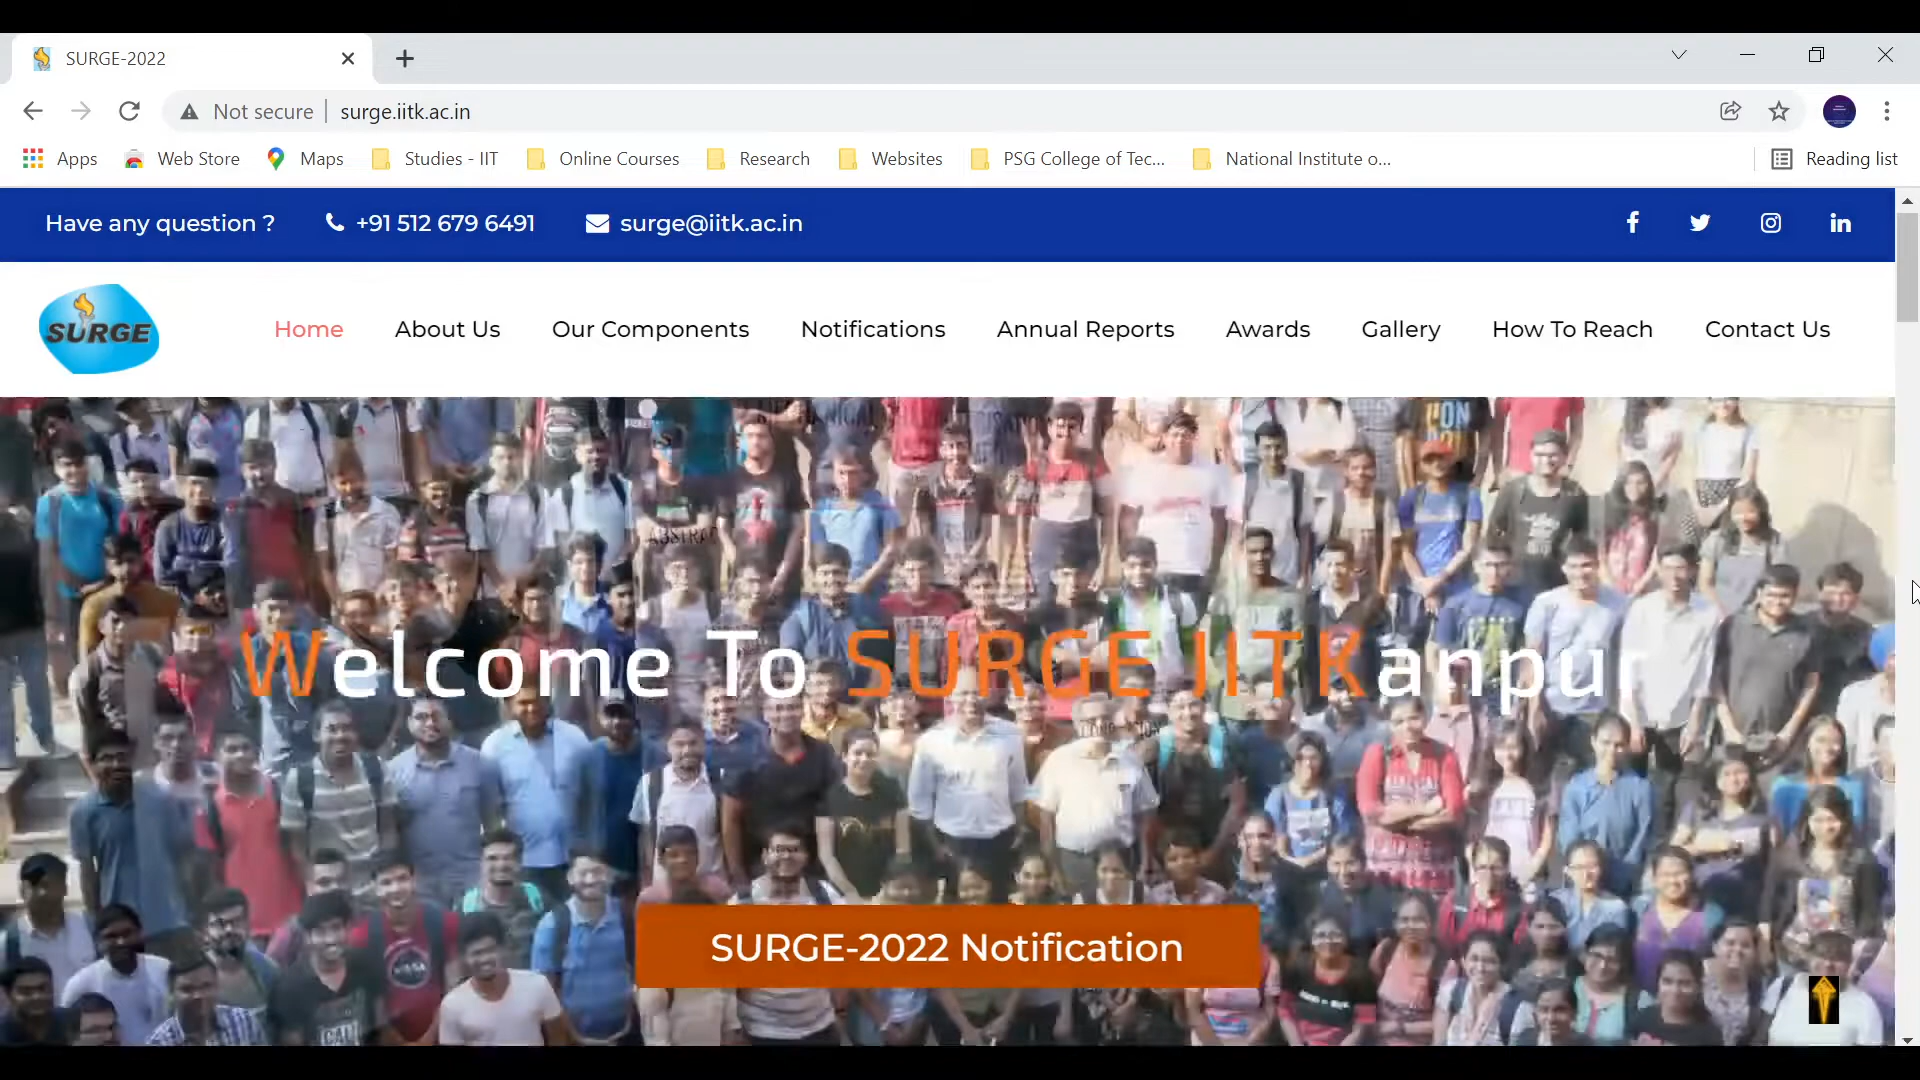 SURGE-2022
Not secure surge.iitk.ac.in
Apps Web Store Maps Studies - IIT Online Courses Research Websites PSG College of Tec... National Institute o... Reading list
Have any question ? +91 512 679 6491 surge@iitk.ac.in
SURGE
Home About Us Our Components Notifications Annual Reports Awards Gallery How To Reach Contact Us
Welcome To SURGE IITKanpur
SURGE-2022 Notification